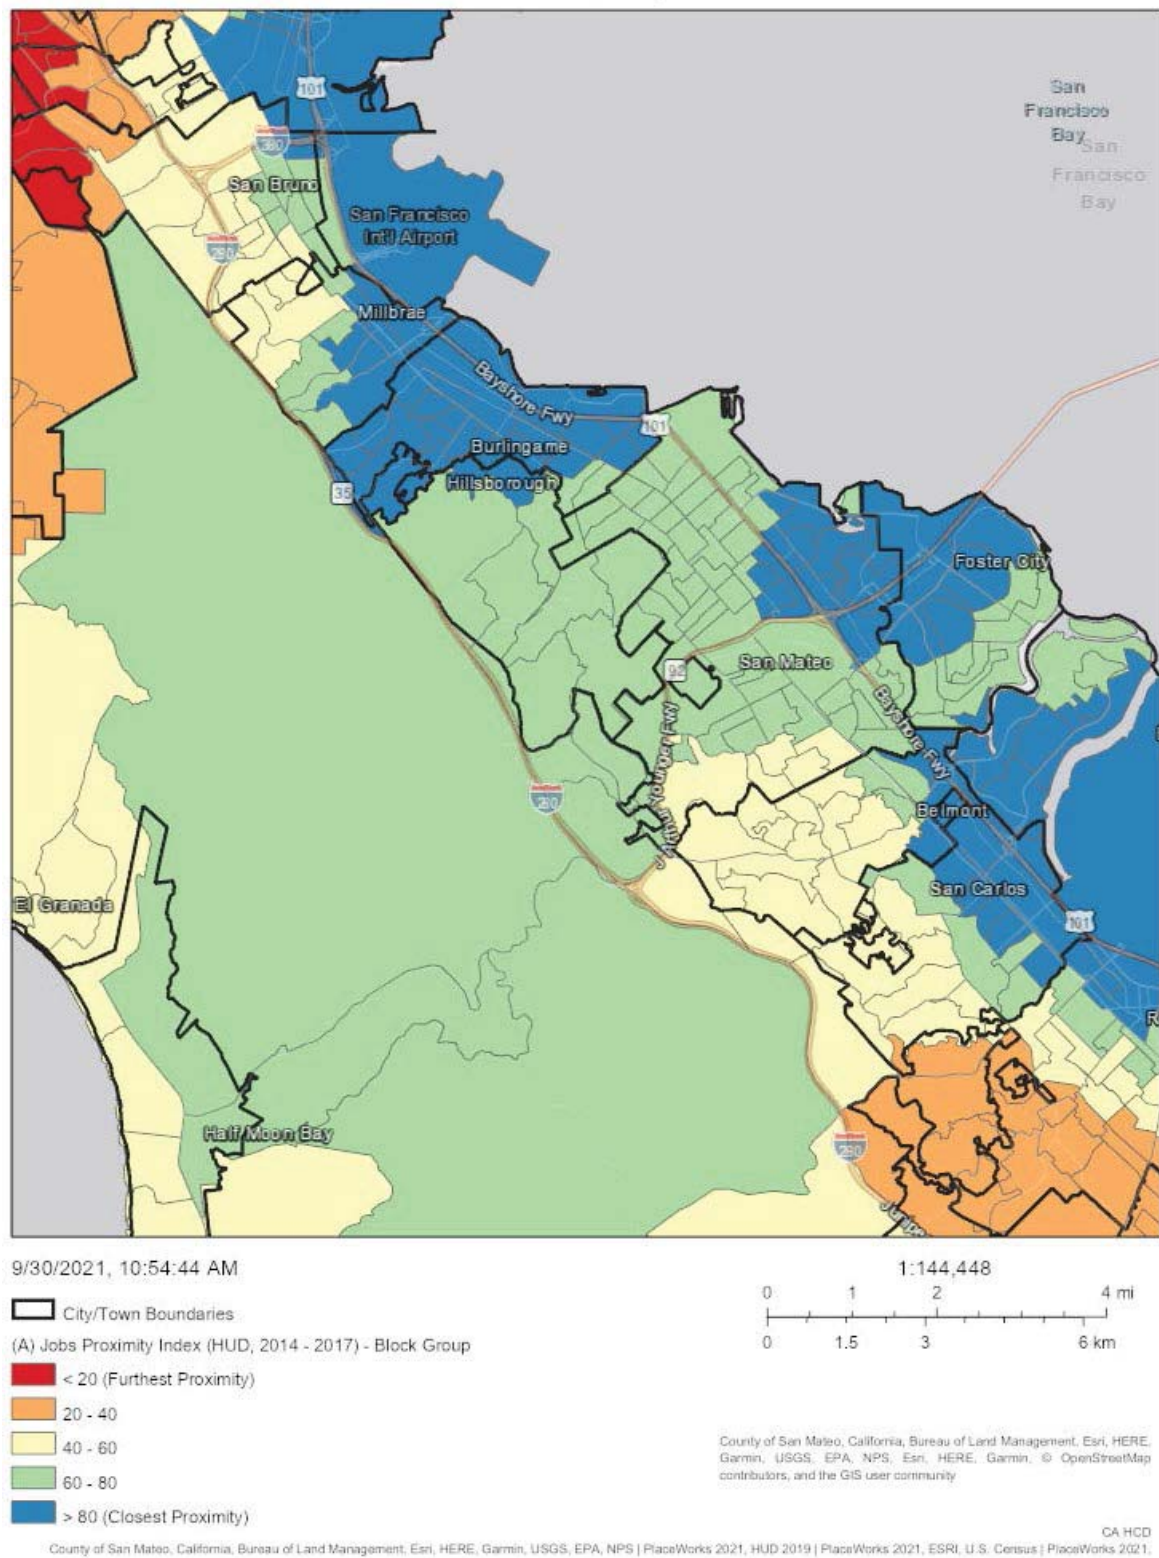 101
San
Francisco
Bay
San
Francisco
Bay
380
San Bruno
San Francisco
Int'l Airport
280
Millbrae
Bayshore Fwy
101
Burlingame
Hillsborough
35
Foster City
San Mateo
92
Bayshore Fwy
J Arthur Younger Fwy
280
Belmont
San Carlos
El Granada
101
R
Half Moon Bay
280
Junipe
9/30/2021, 10:54:44 AM
1:144,448
0 1 2 4 mi
0 1.5 3 6 km
City/Town Boundaries
(A) Jobs Proximity Index (HUD, 2014 - 2017) - Block Group
< 20 (Furthest Proximity)
20 - 40
40 - 60
60 - 80
> 80 (Closest Proximity)
County of San Mateo, California, Bureau of Land Management, Esri, HERE,
Garmin, USGS, EPA, NPS, Esri, HERE, Garmin, © OpenStreetMap
contributors, and the GIS user community
CA HCD
County of San Mateo, California, Bureau of Land Management, Esri, HERE, Garmin, USGS, EPA, NPS | PlaceWorks 2021, HUD 2019 | PlaceWorks 2021, ESRI, U.S. Census | PlaceWorks 2021,